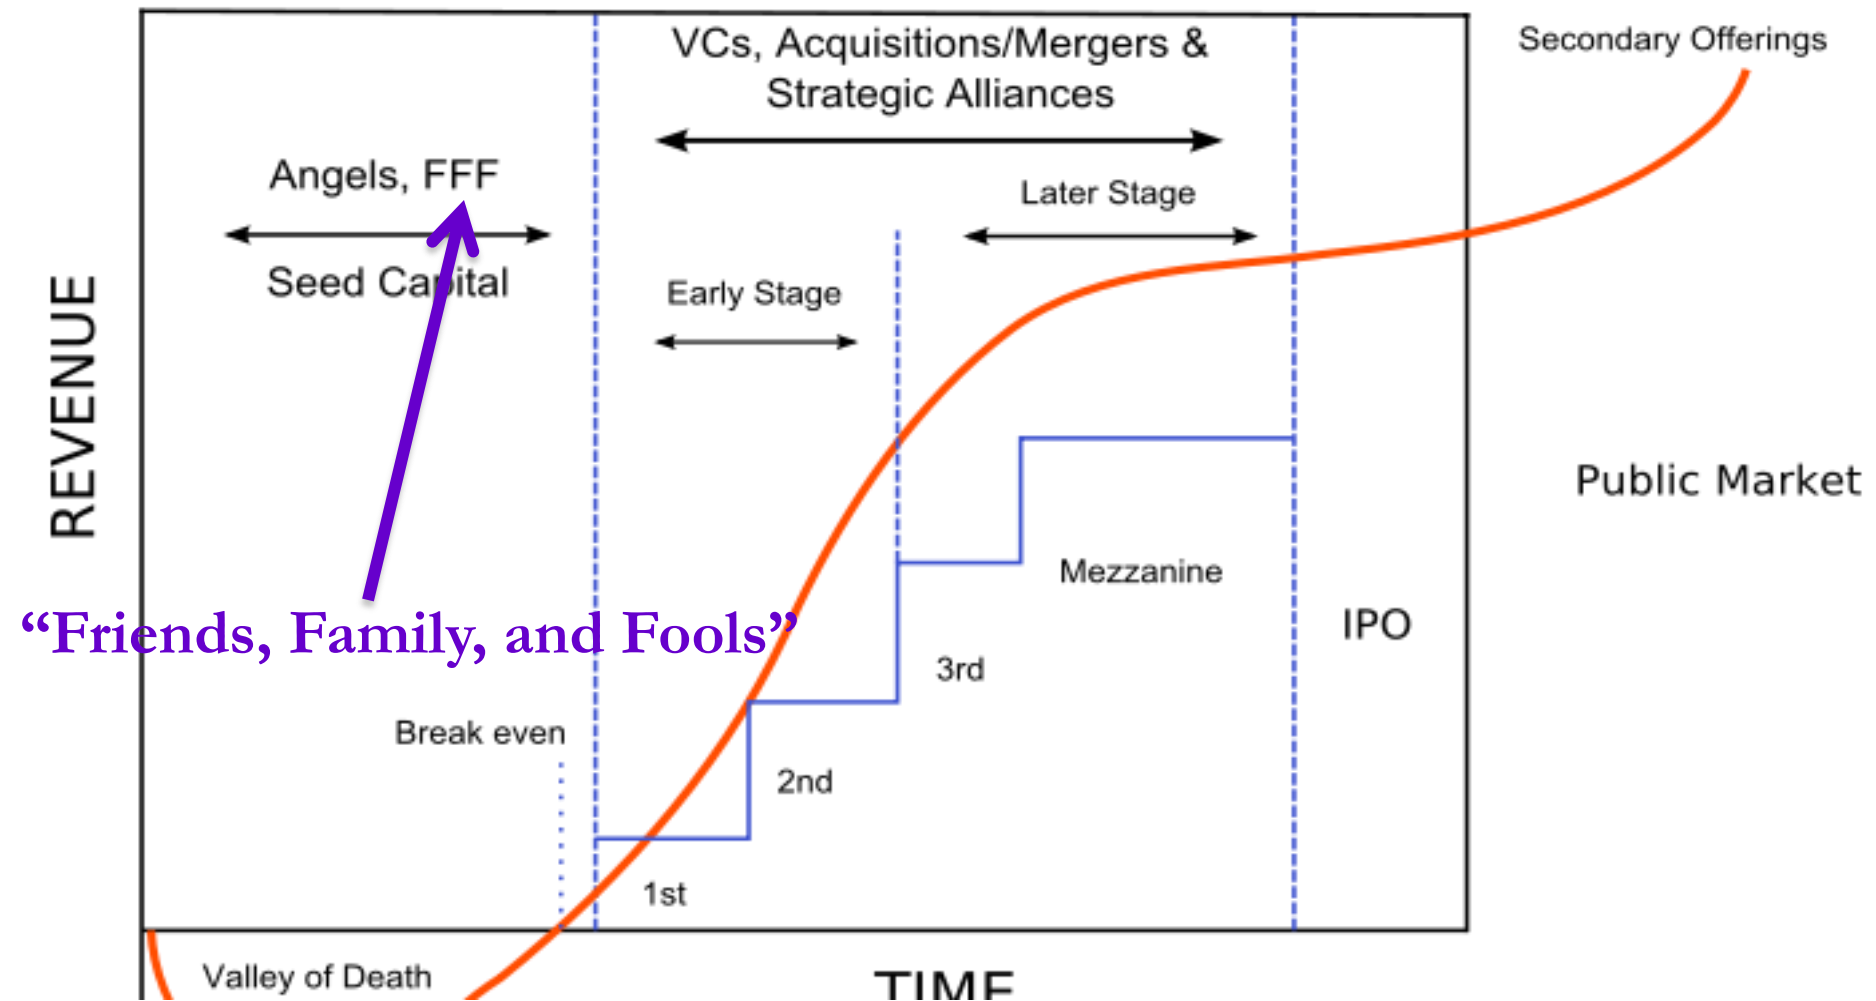 VCs, Acquisitions/Mergers &
Strategic Alliances
Secondary Offerings
Angels, FFF
Later Stage
Seed Capital
Early Stage
REVENUE
Public Market
Mezzanine
IPO
“Friends, Family, and Fools”
3rd
Break even
2nd
1st
Valley of Death
TIME